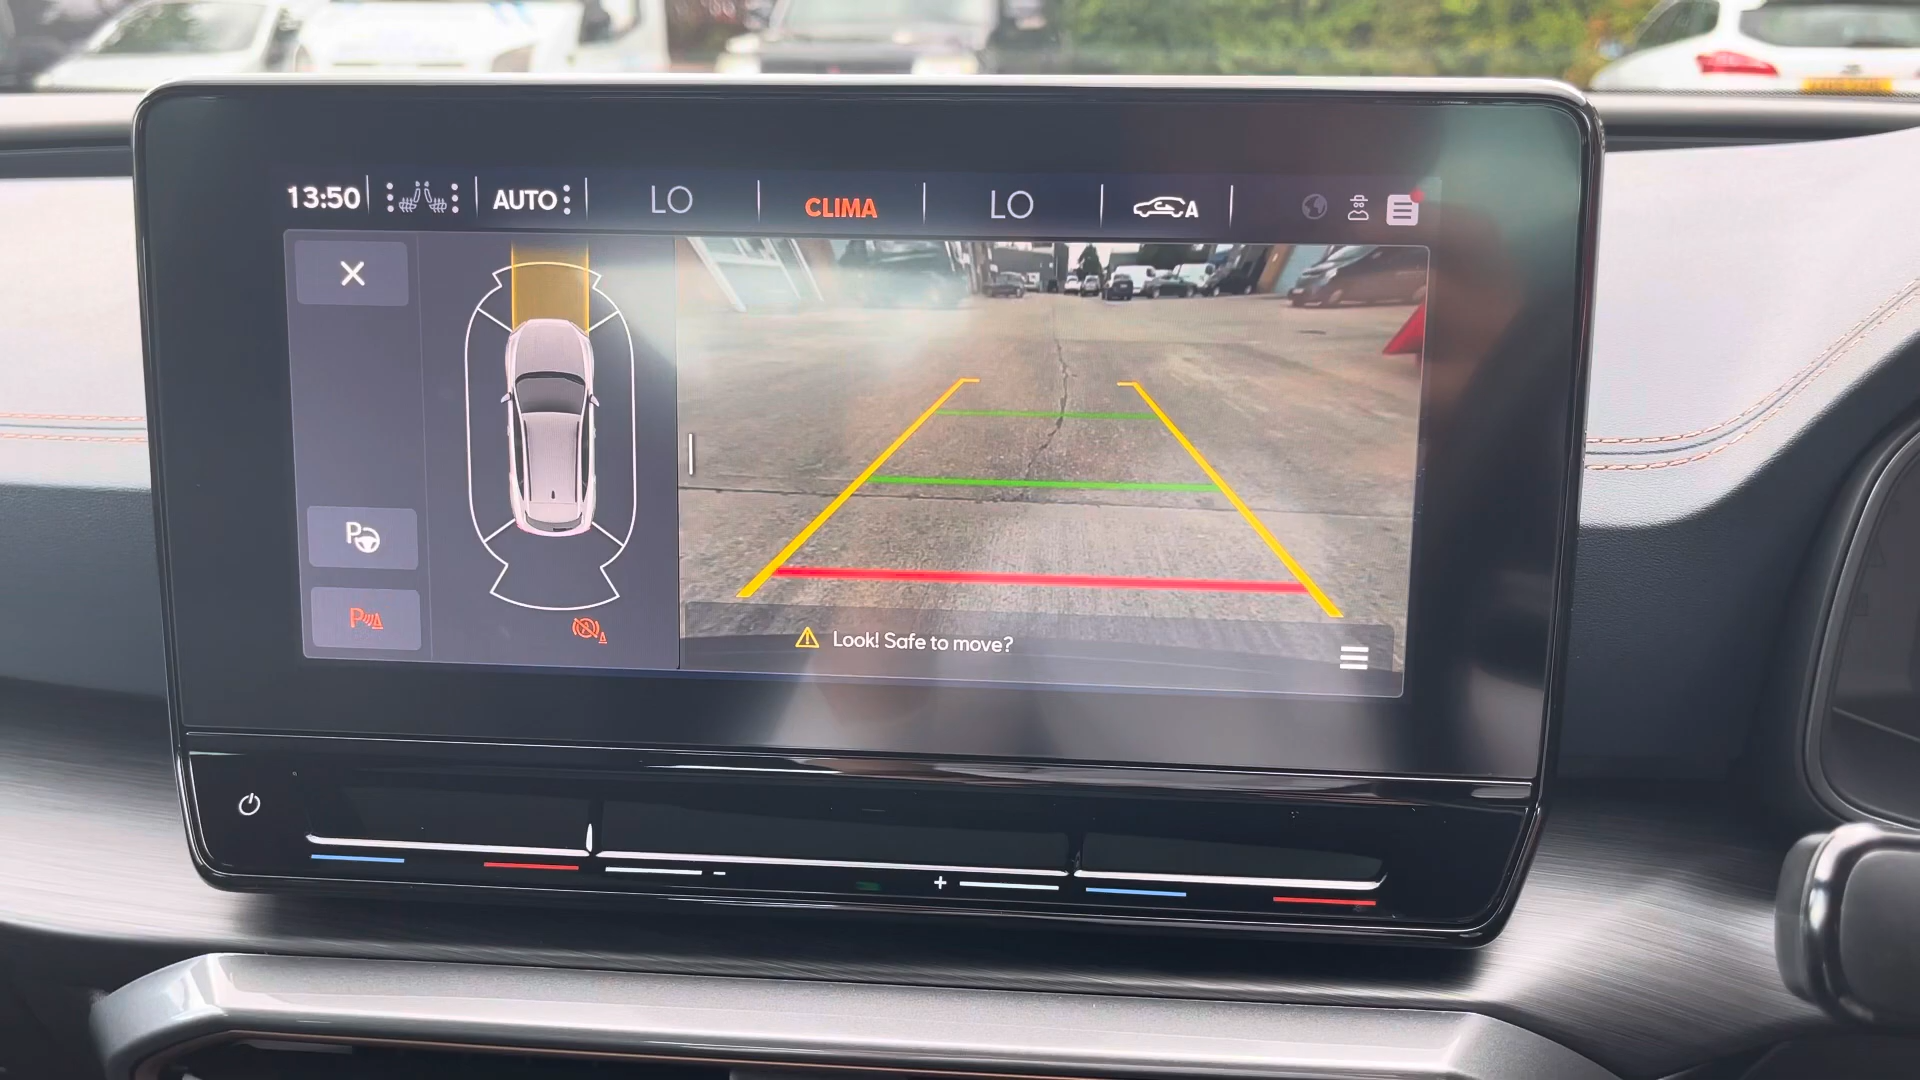 13:50 AUTO LO CLIMA LO A
P
P
Look! Safe to move?
- +